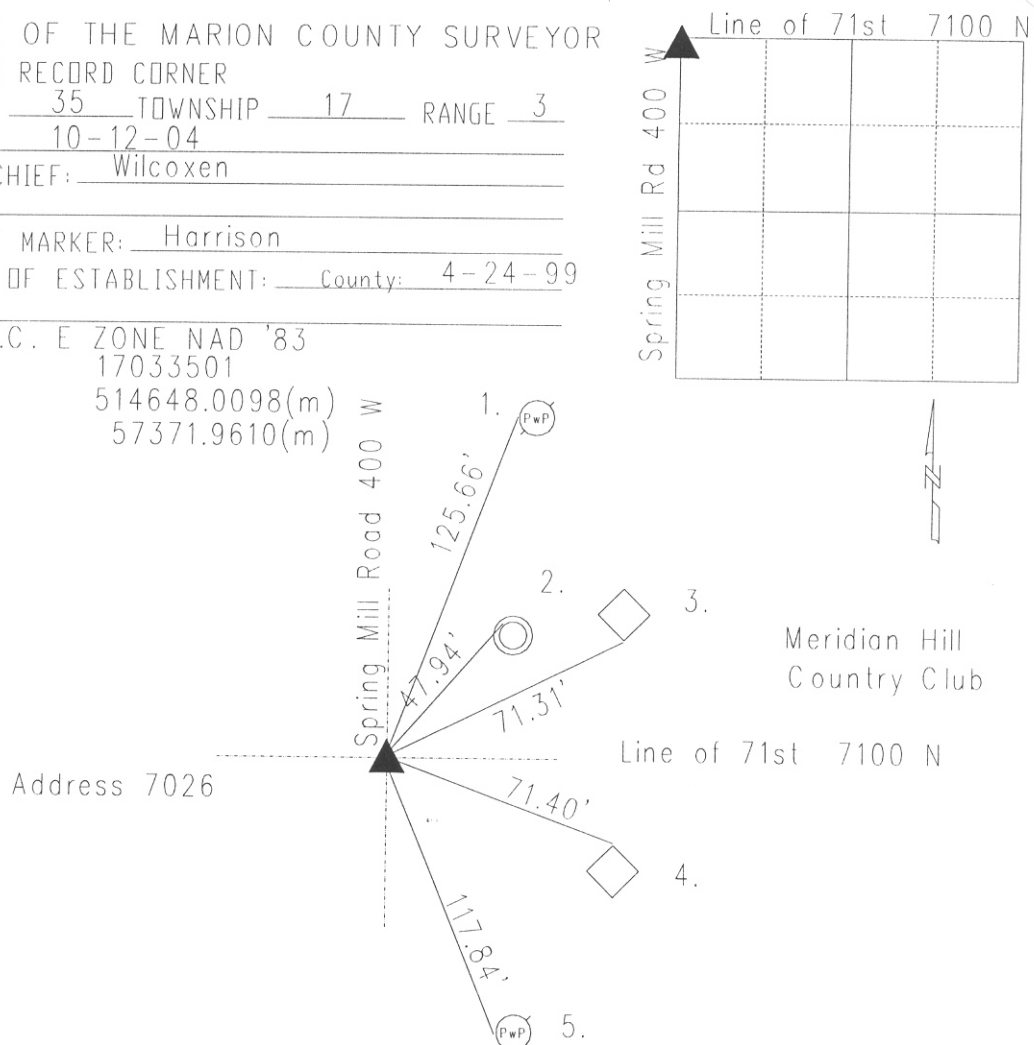 OF THE MARION COUNTY SURVEYOR
RECORD CORNER
35 TOWNSHIP 17 RANGE 3
10-12-04
CHIEF: Wilcoxen
MARKER: Harrison
OF ESTABLISHMENT: County: 4-24-99
.C. E ZONE NAD '83
17033501
514648.0098(m)
57371.9610(m)
Line of 71st 7100 N
Spring Mill Rd 400 W
N
Spring Mill Road 400 W
1. PwP
125.66'
2.
47.94'
3.
71.31'
Meridian Hill
Country Club
Line of 71st 7100 N
Address 7026
71.40'
4.
117.84'
PwP 5.